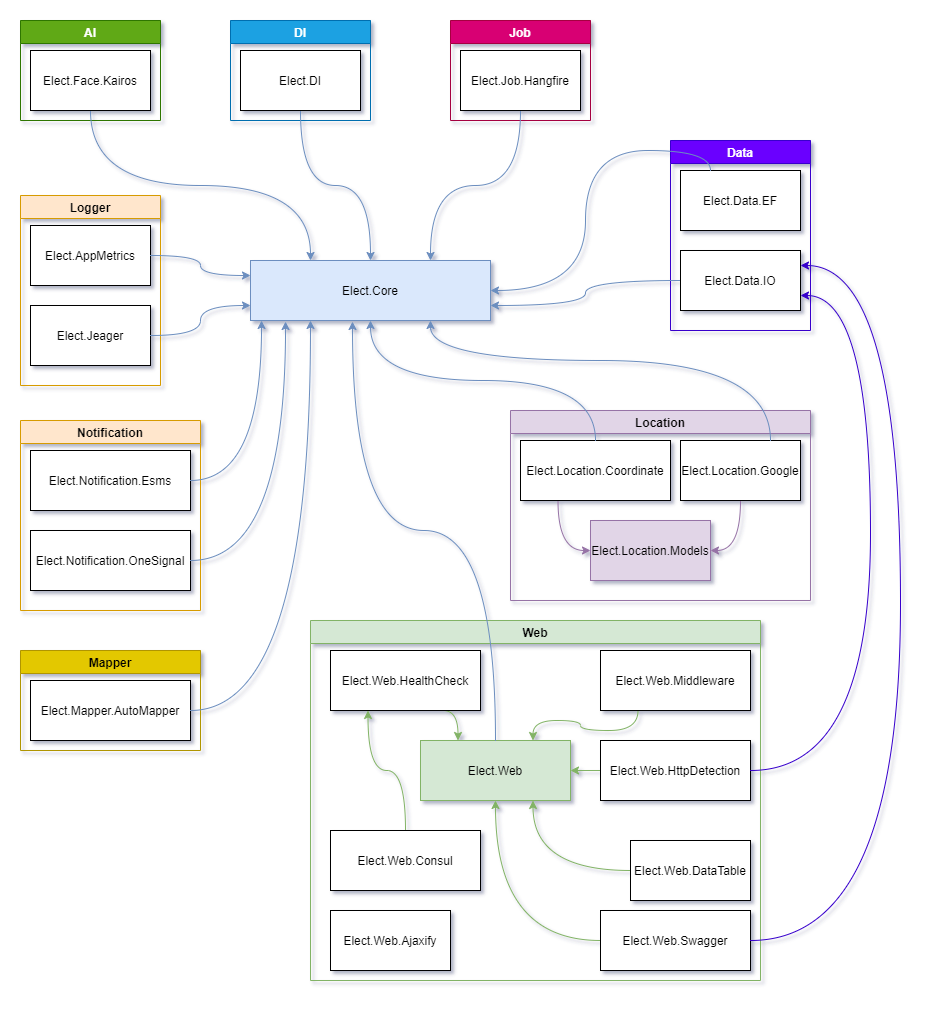 AI
DI
Job
Elect.Face.Kairos
Elect.DI
Elect.Job.Hangfire
Data
Elect.Data.EF
Logger
Elect.AppMetrics
Elect.Data.IO
Elect.Core
Elect.Jeager
Location
Notification
Elect.Location.Coordinate
Elect.Location.Google
Elect.Notification.Esms
Elect.Location.Models
Elect.Notification.OneSignal
Web
Mapper
Elect.Web.HealthCheck
Elect.Web.Middleware
Elect.Mapper.AutoMapper
Elect.Web
Elect.Web.HttpDetection
Elect.Web.Consul
Elect.Web.DataTable
Elect.Web.Ajaxify
Elect.Web.Swagger